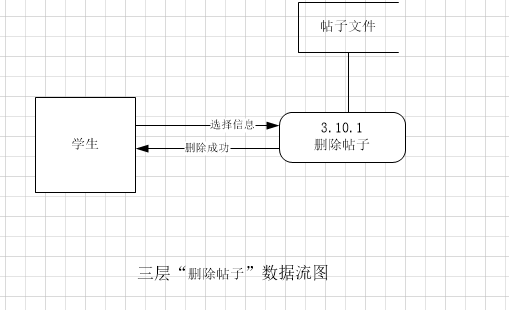 帖子文件
选择信息
3.10.1
删除帖子
学生
删除成功
三层“删除帖子”数据流图